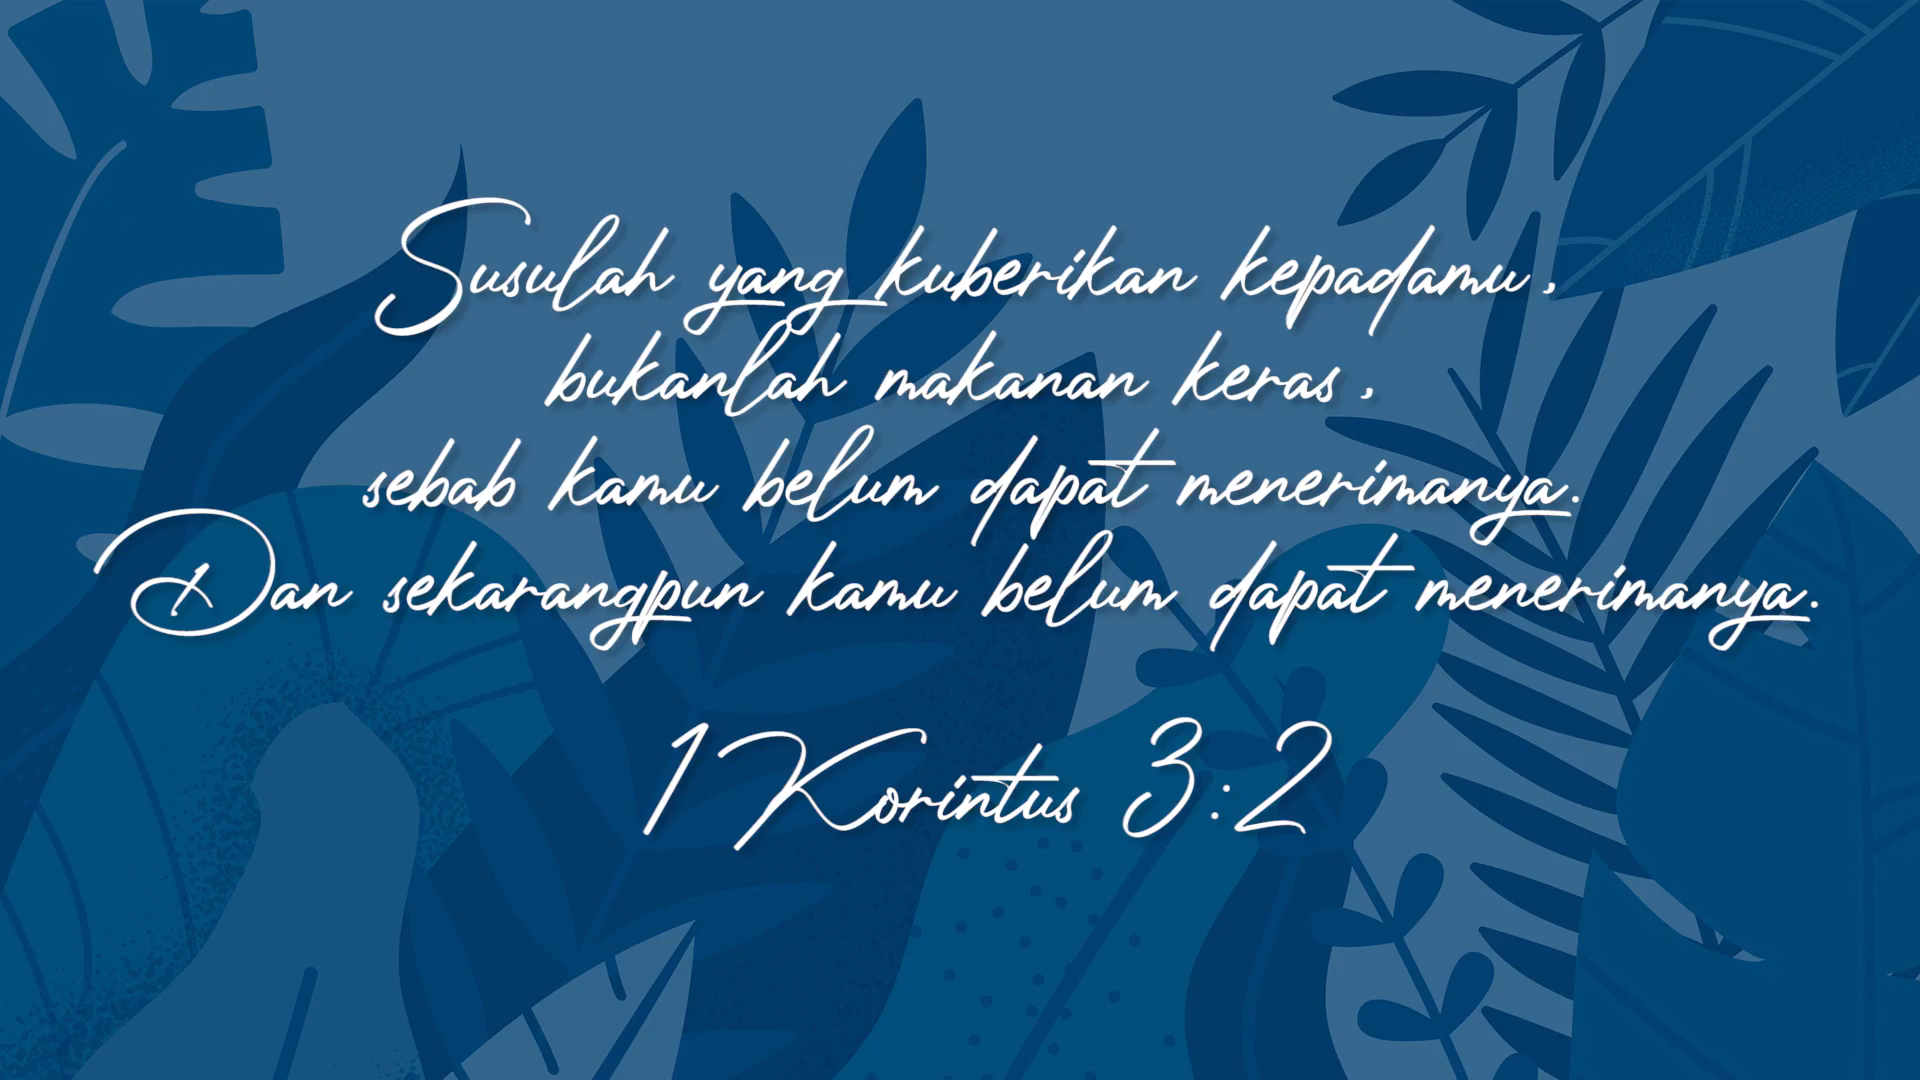 Susulah yang kuberikan kepadamu,
bukanlah makanan keras,
sebab kamu belum dapat menerimanya.
Dan sekarangpun kamu belum dapat menerimanya.
1 Korintus 3:2